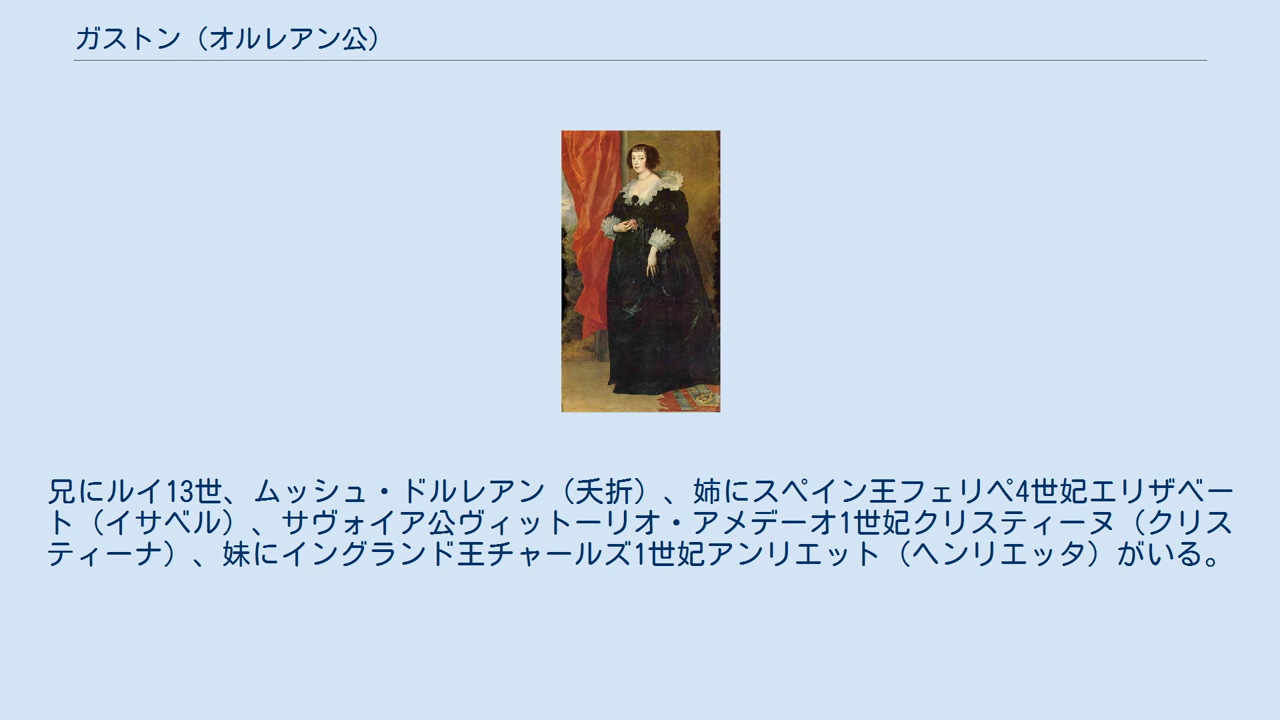 ガストン（オルレアン公）
兄にルイ13世、ムッシュ・ドルレアン（夭折）、姉にスペイン王フェリペ4世妃エリザベー
ト（イサベル）、サヴォイア公ヴィットーリオ・アメデーオ1世妃クリスティーヌ（クリス
ティーナ）、妹にイングランド王チャールズ1世妃アンリエット（ヘンリエッタ）がいる。